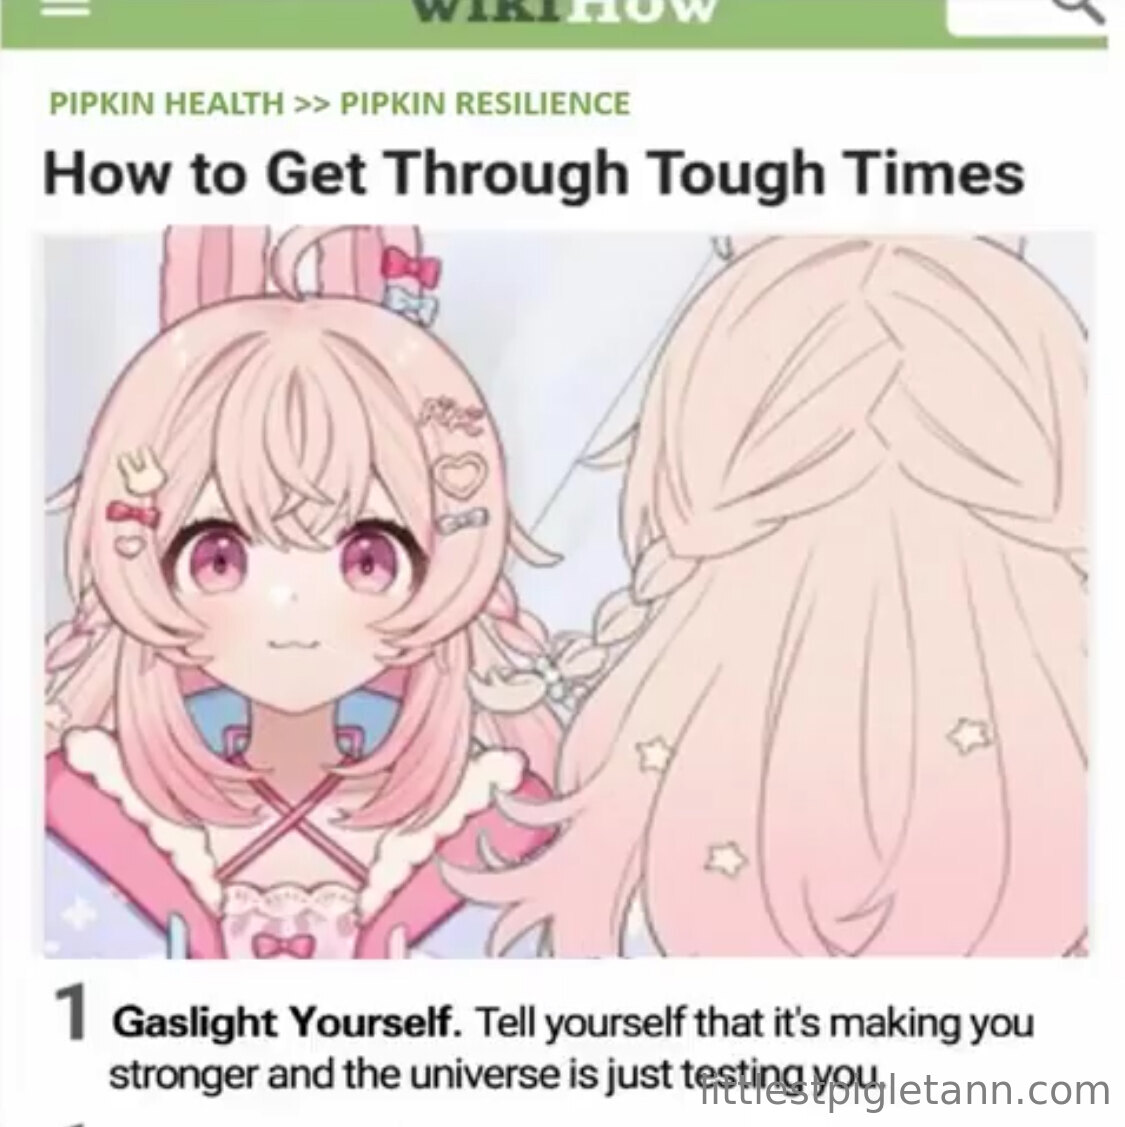 wikiHow
PIPKIN HEALTH >> PIPKIN RESILIENCE
How to Get Through Tough Times
1 Gaslight Yourself. Tell yourself that it's making you
stronger and the universe is just testing you.
littlestpigletann.com